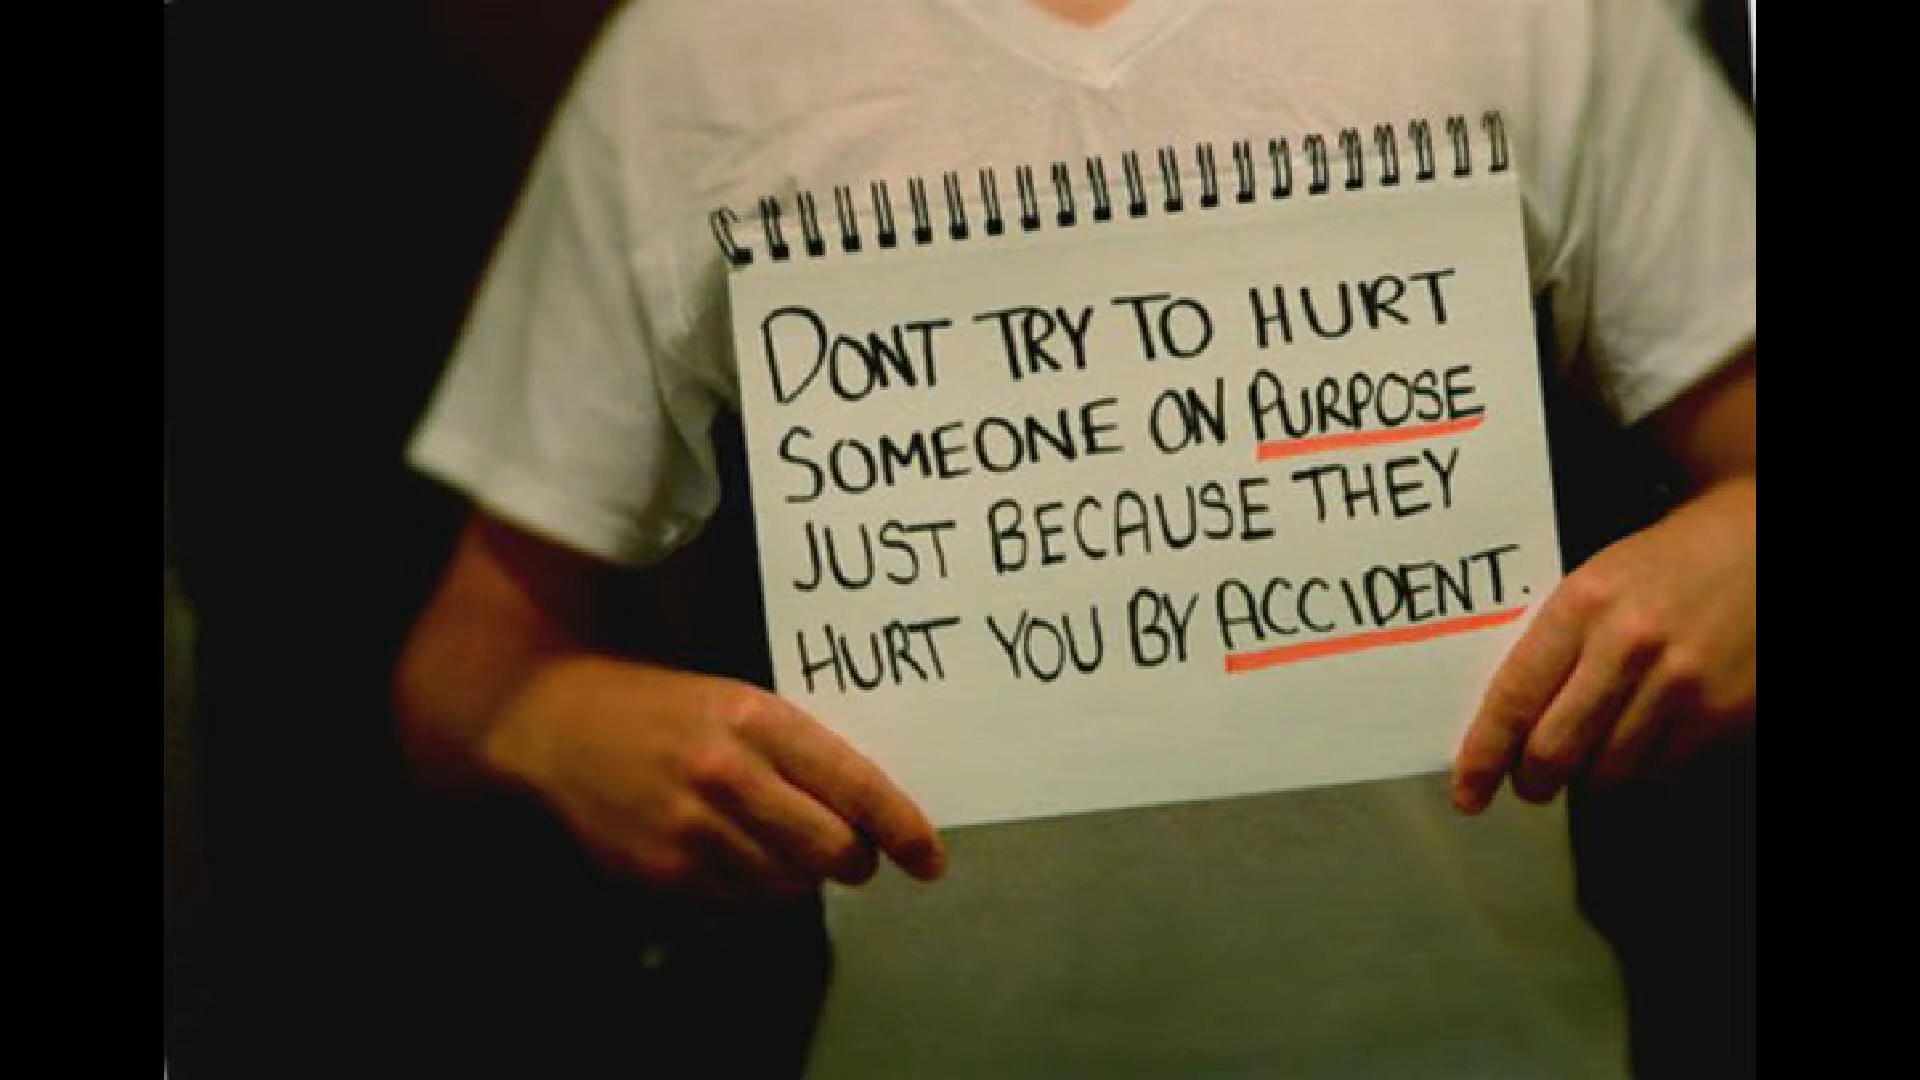 DONT TRY TO HURT
SOMEONE ON PURPOSE
JUST BECAUSE THEY
HURT YOU BY ACCIDENT.